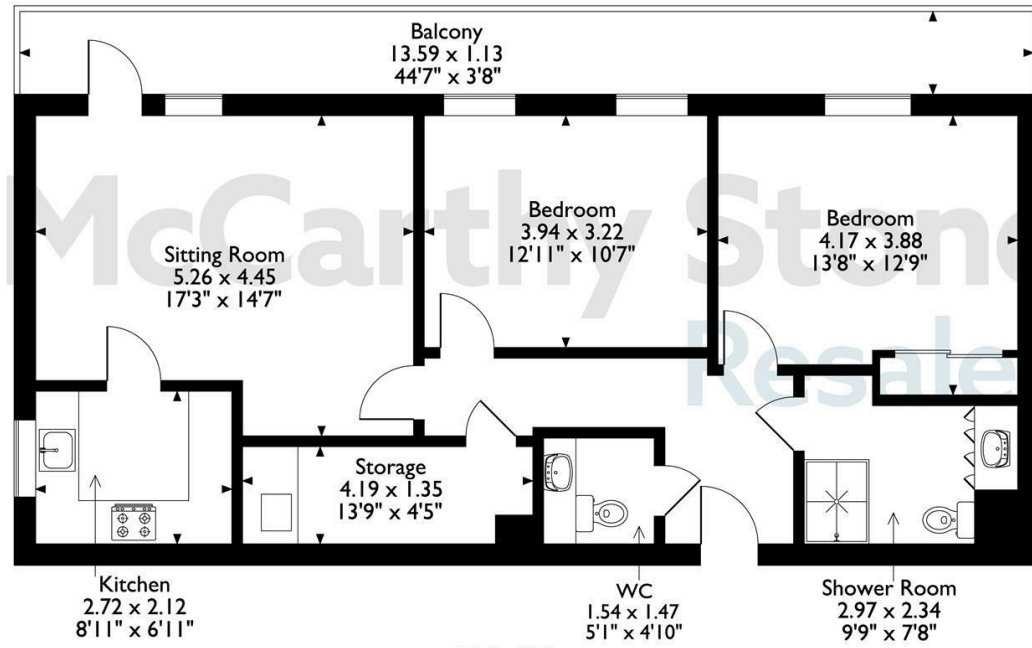 Balcony
13.59 x 1.13
44'7" x 3'8"
McCarthy Stone
Resale
Sitting Room
5.26 x 4.45
17'3" x 14'7"
Bedroom
3.94 x 3.22
12'11" x 10'7"
Bedroom
4.17 x 3.88
13'8" x 12'9"
Storage
4.19 x 1.35
13'9" x 4'5"
Kitchen
2.72 x 2.12
8'11" x 6'11"
WC
1.54 x 1.47
5'1" x 4'10"
Shower Room
2.97 x 2.34
9'9" x 7'8"